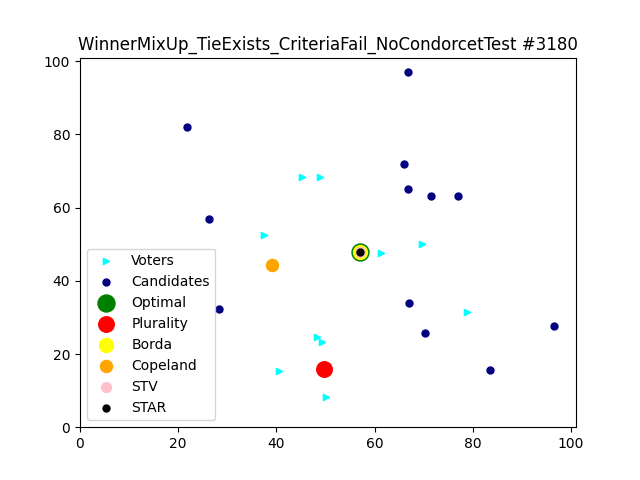 WinnerMixUp_TieExists_CriteriaFail_NoCondorcetTest #3180
100
80
60
40
20
0
Voters
Candidates
Optimal
Plurality
Borda
Copeland
STV
STAR
0 20 40 60 80 100